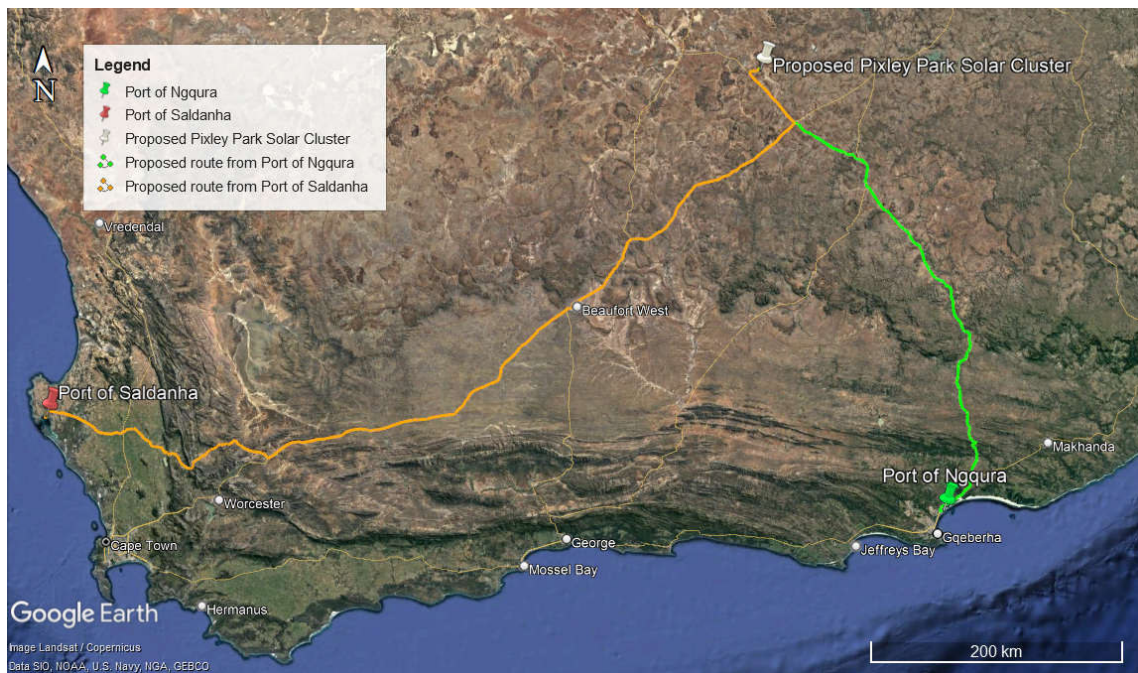 N
Legend
Port of Ngqura
Port of Saldanha
Proposed Pixley Park Solar Cluster
Proposed route from Port of Ngqura
Proposed route from Port of Saldanha
Proposed Pixley Park Solar Cluster
Vredendal
Beaufort West
Port of Saldanha
Makhanda
Port of Ngqura
Worcester
Gqeberha
Cape Town
George
Jeffreys Bay
Mossel Bay
Hermanus
Google Earth
Image Landsat / Copernicus
Data SIO, NOAA, U.S. Navy, NGA, GEBCO
200 km